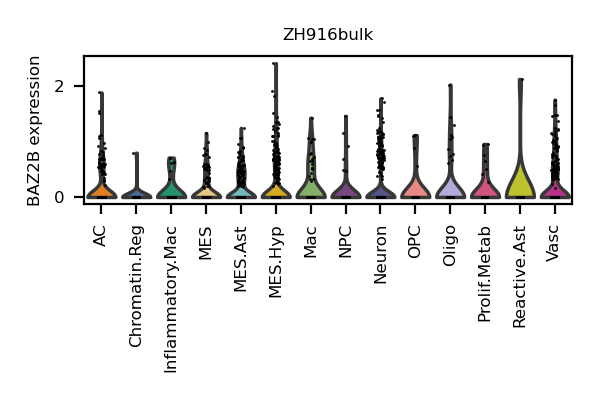 ZH916bulk
BAZ2B expression
2
0
AC
Chromatin.Reg
Inflammatory.Mac
MES
MES.Ast
MES.Hyp
Mac
NPC
Neuron
OPC
Oligo
Prolif.Metab
Reactive.Ast
Vasc